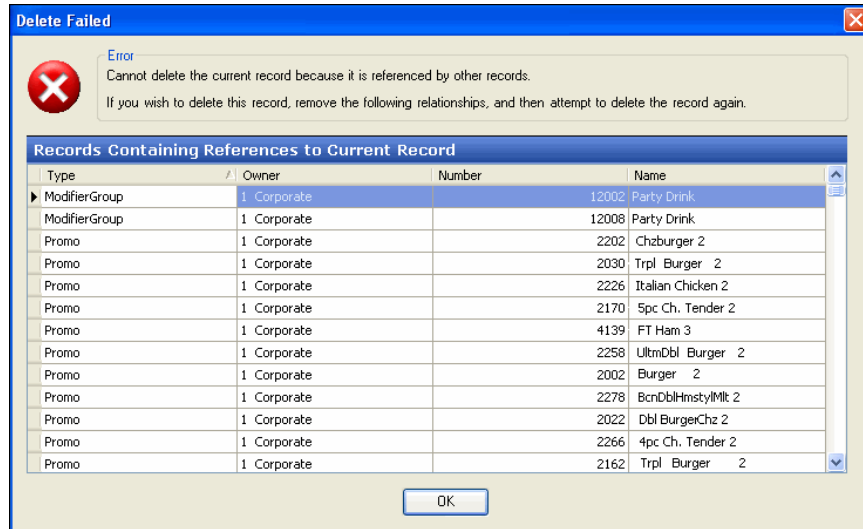 Delete Failed
Error
Cannot delete the current record because it is referenced by other records.
If you wish to delete this record, remove the following relationships, and then attempt to delete the record again.
Records Containing References to Current Record
Type Owner Number Name
ModifierGroup 1 Corporate 12002 Party Drink
ModifierGroup 1 Corporate 12008 Party Drink
Promo 1 Corporate 2202 Chzburger 2
Promo 1 Corporate 2030 Trpl Burger 2
Promo 1 Corporate 2226 Italian Chicken 2
Promo 1 Corporate 2170 5pc Ch. Tender 2
Promo 1 Corporate 4139 FT Ham 3
Promo 1 Corporate 2258 UltmDbl Burger 2
Promo 1 Corporate 2002 Burger 2
Promo 1 Corporate 2278 BcnDblHmstylMlt 2
Promo 1 Corporate 2022 Dbl BurgerChz 2
Promo 1 Corporate 2266 4pc Ch. Tender 2
Promo 1 Corporate 2162 Trpl Burger 2
OK